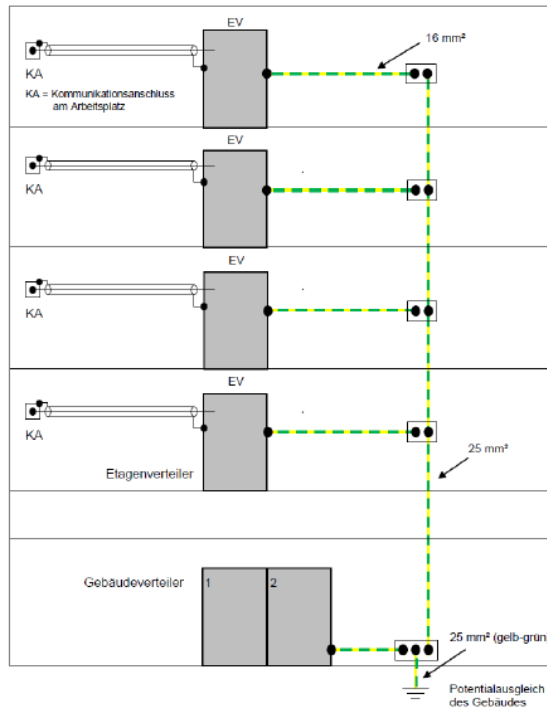 EV
16 mm²
KA
KA = Kommunikationsanschluss
am Arbeitsplatz
EV
KA
EV
KA
EV
KA
Etagenverteiler
25 mm²
Gebäudeverteiler
1
2
25 mm² (gelb-grün
Potentialausgleich
des Gebäudes